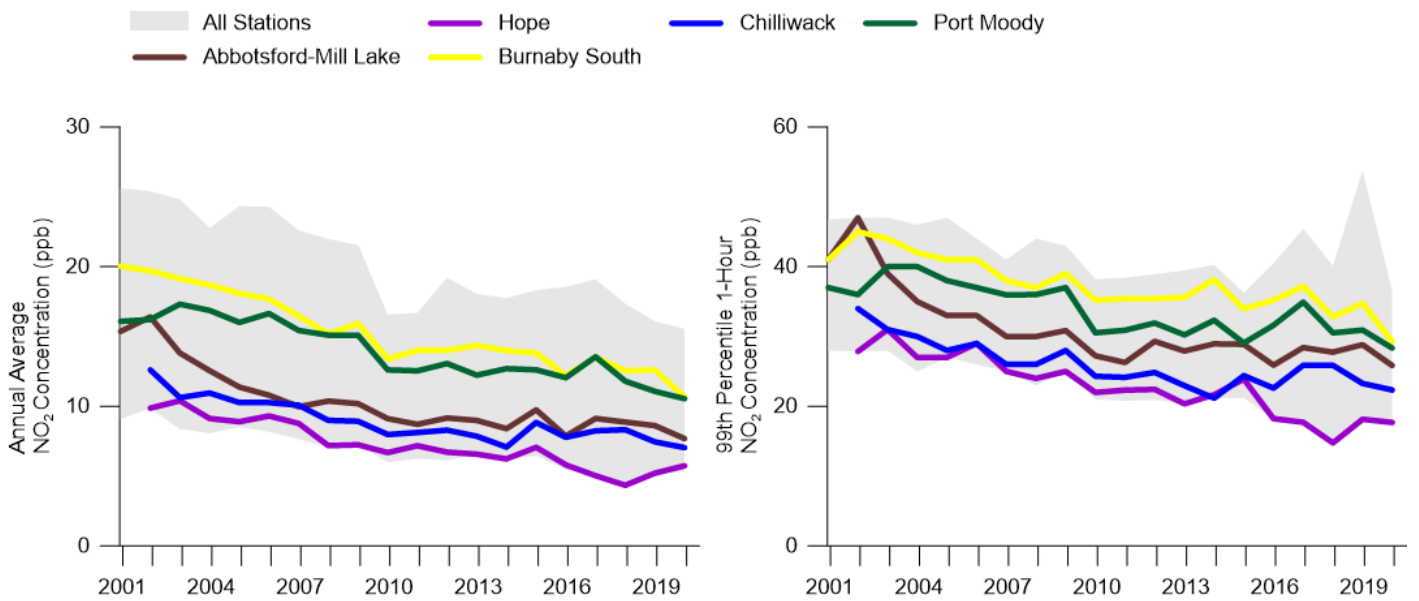 All Stations Hope Chilliwack Port Moody
Abbotsford-Mill Lake Burnaby South
Annual Average
NO₂ Concentration (ppb)
30
20
10
0
2001 2004 2007 2010 2013 2016 2019
99th Percentile 1-Hour
NO₂ Concentration (ppb)
60
40
20
0
2001 2004 2007 2010 2013 2016 2019